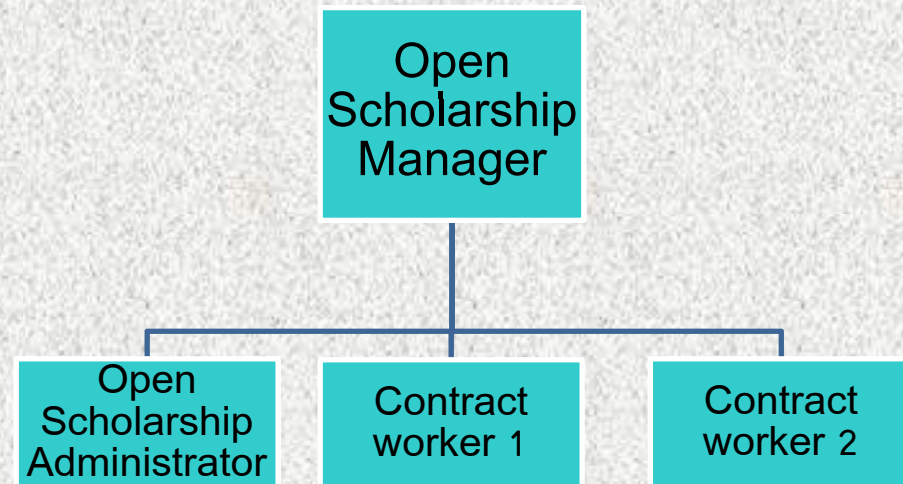 Open
Scholarship
Manager
Open
Scholarship
Administrator
Contract
worker 1
Contract
worker 2